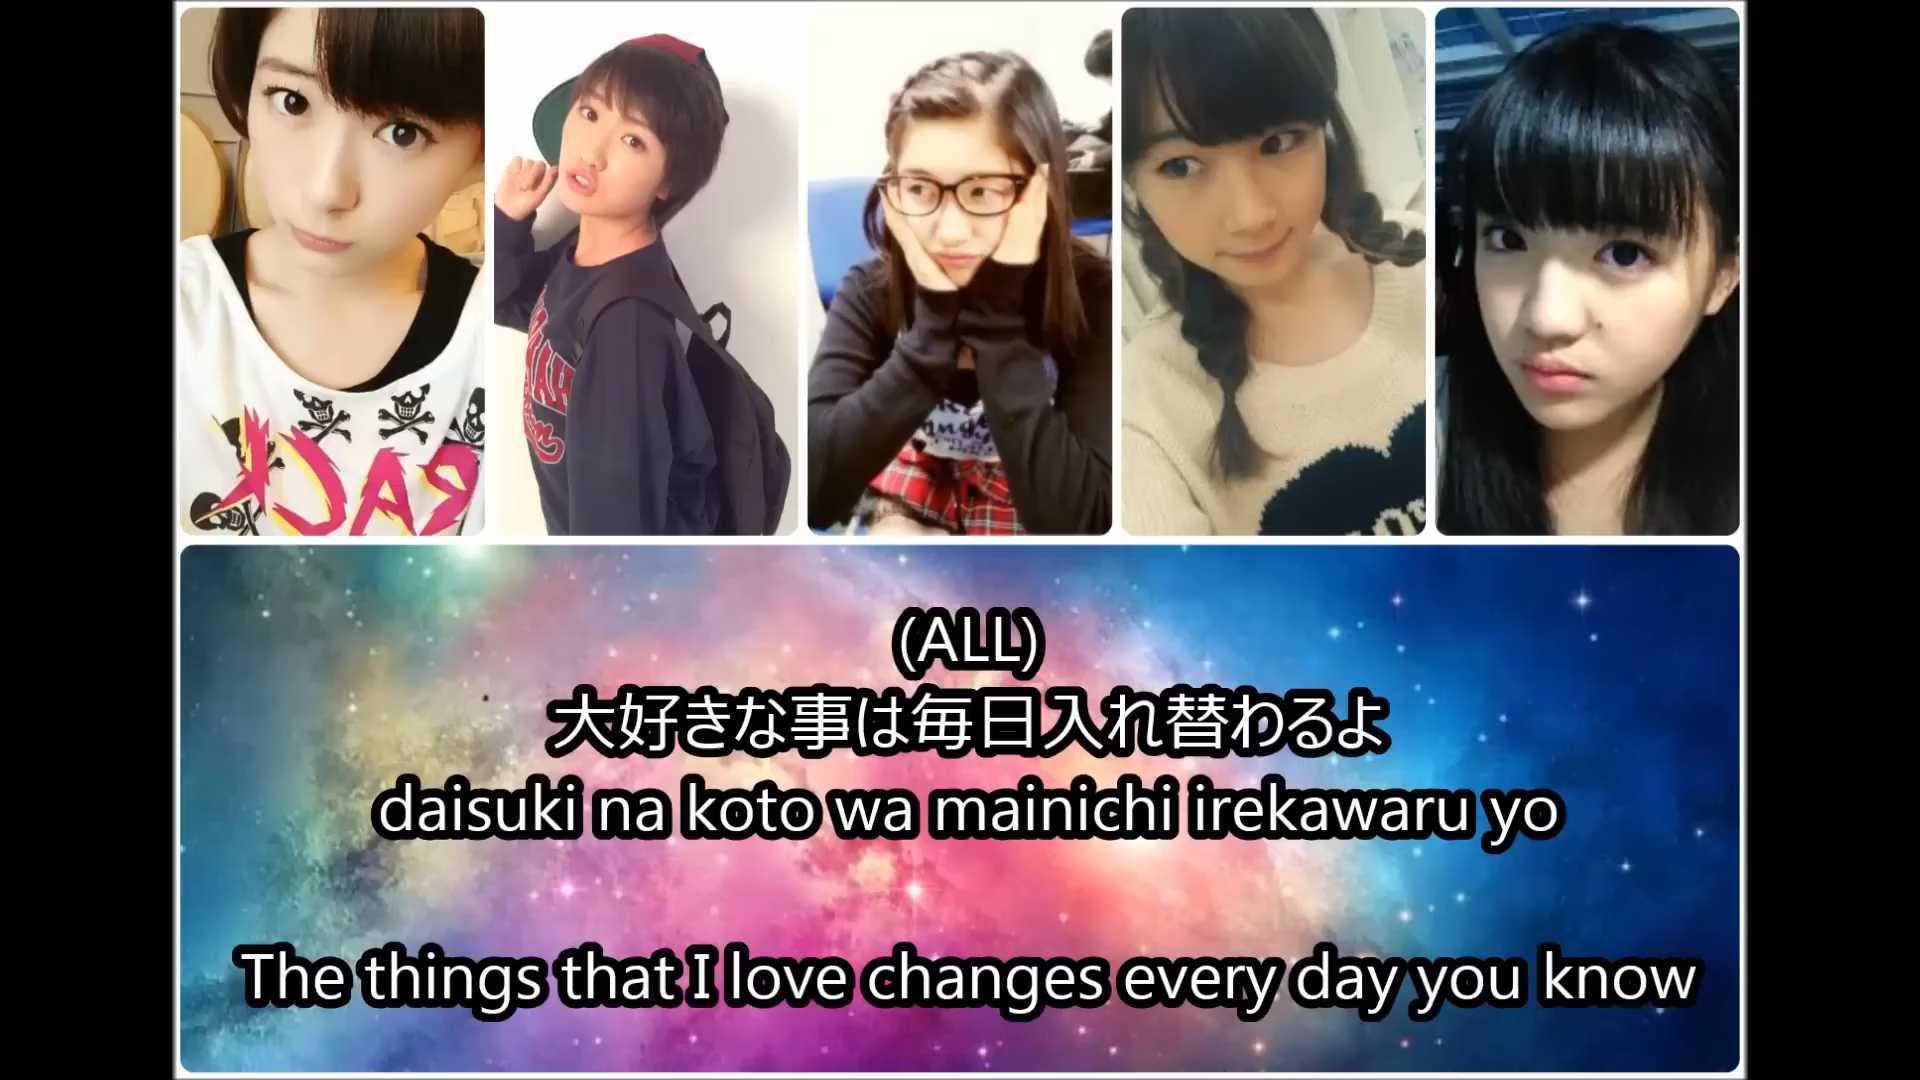 (ALL)
大好きな事は毎日入れ替わるよ
daisuki na koto wa mainichi irekawaru yo
The things that I love changes every day you know